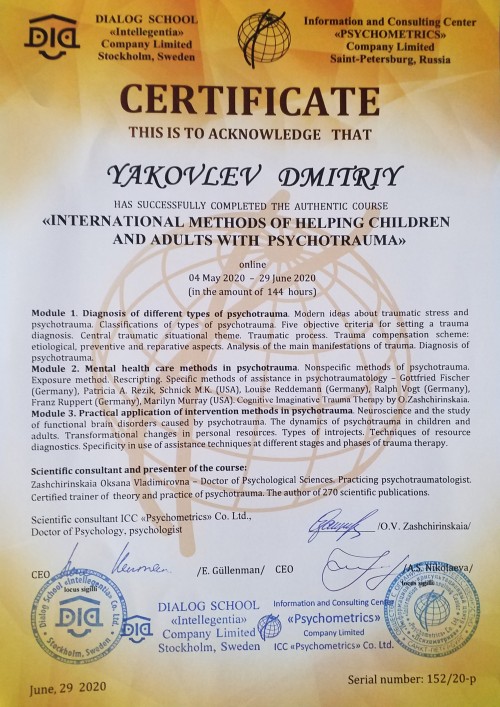 DIALOG SCHOOL
«Intellegentia»
Company Limited
Stockholm, Sweden
Information and Consulting Center
«PSYCHOMETRICS»
Company Limited
Saint-Petersburg, Russia
CERTIFICATE
THIS IS TO ACKNOWLEDGE THAT
YAKOVLEV DMITRIY
HAS SUCCESSFULLY COMPLETED THE AUTHENTIC COURSE
«INTERNATIONAL METHODS OF HELPING CHILDREN
AND ADULTS WITH PSYCHOTRAUMA»
online
04 May 2020 – 29 June 2020
(in the amount of 144 hours)
Module 1. Diagnosis of different types of psychotrauma. Modern ideas about traumatic stress and
psychotrauma. Classifications of types of psychotrauma. Five objective criteria for setting a trauma
diagnosis. Central traumatic situational theme. Traumatic process. Trauma compensation scheme:
etiological, preventive and reparative aspects. Analysis of the main manifestations of trauma. Diagnosis of
psychotrauma.
Module 2. Mental health care methods in psychotrauma. Nonspecific methods of psychotrauma.
Exposure method. Rescripting. Specific methods of assistance in psychotraumatology – Gottfried Fischer
(Germany), Patricia A. Rezik, Schnick M.K. (USA), Louise Reddemann (Germany), Ralph Vogt (Germany),
Franz Ruppert (Germany), Marilyn Murray (USA). Cognitive Imaginative Trauma Therapy by O.Zashchirinskaia.
Module 3. Practical application of intervention methods in psychotrauma. Neuroscience and the study
of functional brain disorders caused by psychotrauma. The dynamics of psychotrauma in children and
adults. Transformational changes in personal resources. Types of introjects. Techniques of resource
diagnostics. Specificity in use of assistance techniques at different stages and phases of trauma therapy.
Scientific consultant and presenter of the course:
Zashchirinskaia Oksana Vladimirovna – Doctor of Psychological Sciences. Practicing psychotraumatologist.
Certified trainer of theory and practice of psychotrauma. The author of 270 scientific publications.
Scientific consultant ICC «Psychometrics» Co. Ltd.,
Doctor of Psychology, psychologist
/O.V. Zashchirinskaia/
CEO /E. Güllenman/ CEO /A.S. Nikolaeva/
locus sigilli
locus sigilli
Dialog School «Intellegentia» Co. Ltd.
Stockholm, Sweden
DIALOG SCHOOL
«Intellegentia»
Company Limited
Stockholm, Sweden
Information and Consulting Center
«Psychometrics»
Company Limited
ICC «Psychometrics» Co. Ltd.
June, 29 2020
Serial number: 152/20-p